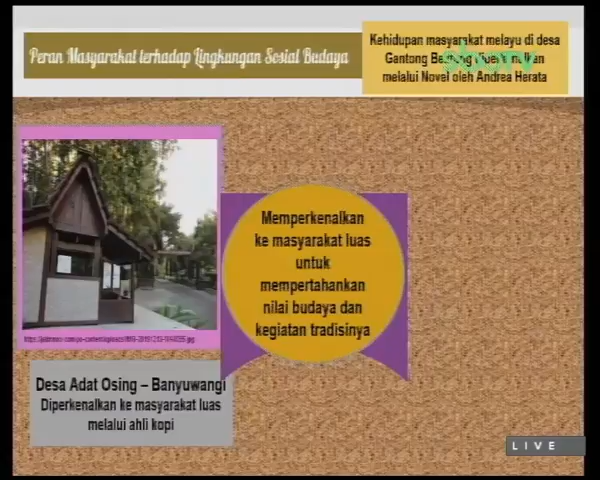 Peran Masyarakat terhadap Lingkungan Sosial Budaya
Kehidupan masyarakat melayu di desa
Gantong
melalui Novel oleh Andrea Herata
Memperkenalkan
ke masyarakat luas
untuk
mempertahankan
nilai budaya dan
kegiatan tradisinya
Desa Adat Osing – Banyuwangi
Diperkenalkan ke masyarakat luas
melalui ahli kopi
LIVE